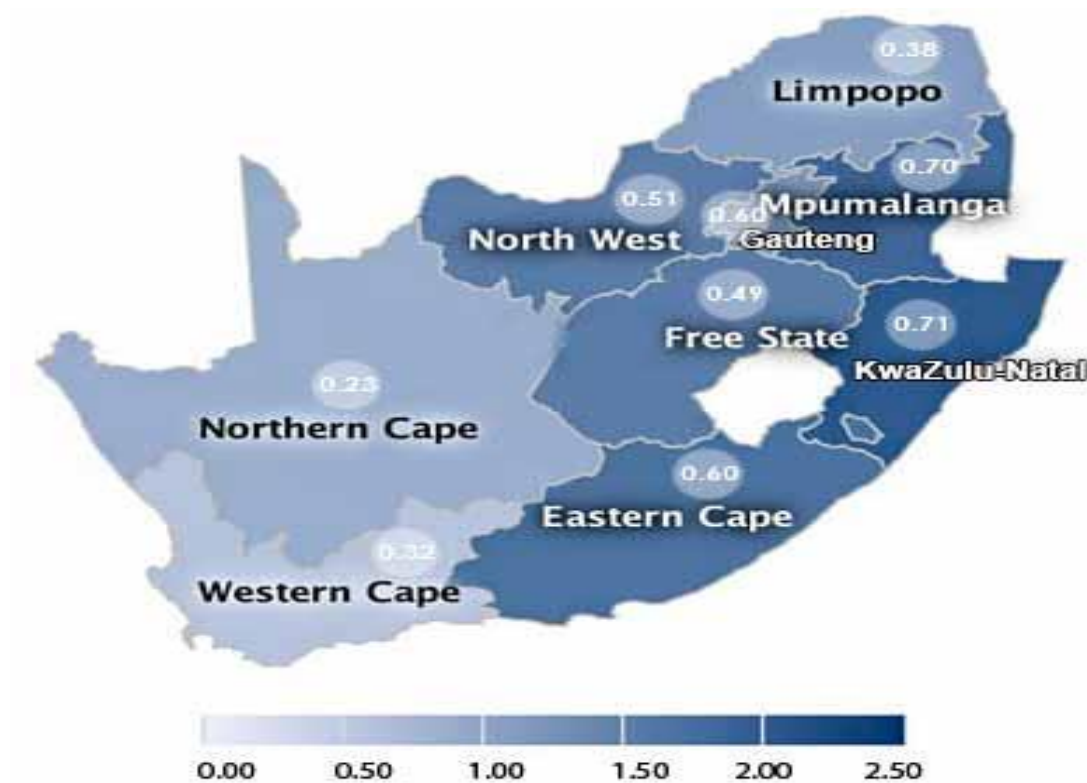 0.38
Limpopo
0.70
Mpumalanga
0.51
North West
0.60
Gauteng
0.49
Free State
0.71
KwaZulu-Natal
0.23
Northern Cape
0.60
Eastern Cape
0.32
Western Cape
0.00 0.50 1.00 1.50 2.00 2.50